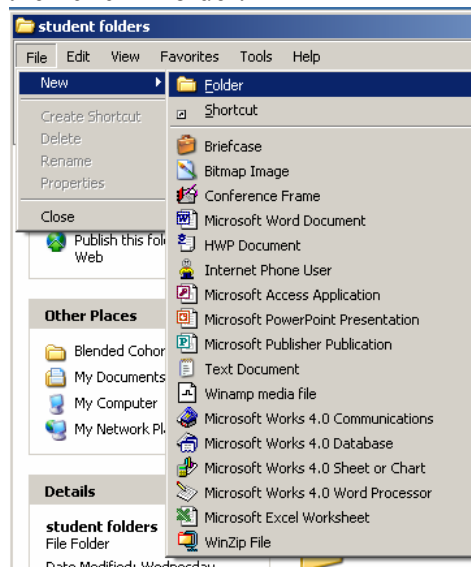 student folders
File Edit View Favorites Tools Help
New
Create Shortcut
Delete
Rename
Properties
Close
Folder
Shortcut
Briefcase
Bitmap Image
Conference Frame
Microsoft Word Document
HWP Document
Internet Phone User
Microsoft Access Application
Microsoft PowerPoint Presentation
Microsoft Publisher Publication
Text Document
Winamp media file
Microsoft Works 4.0 Communications
Microsoft Works 4.0 Database
Microsoft Works 4.0 Sheet or Chart
Microsoft Works 4.0 Word Processor
Microsoft Excel Worksheet
WinZip File
Publish this fol
Web
Other Places
Blended Cohor
My Documents
My Computer
My Network Pl
Details
student folders
File Folder
Date Modified: Wednesday